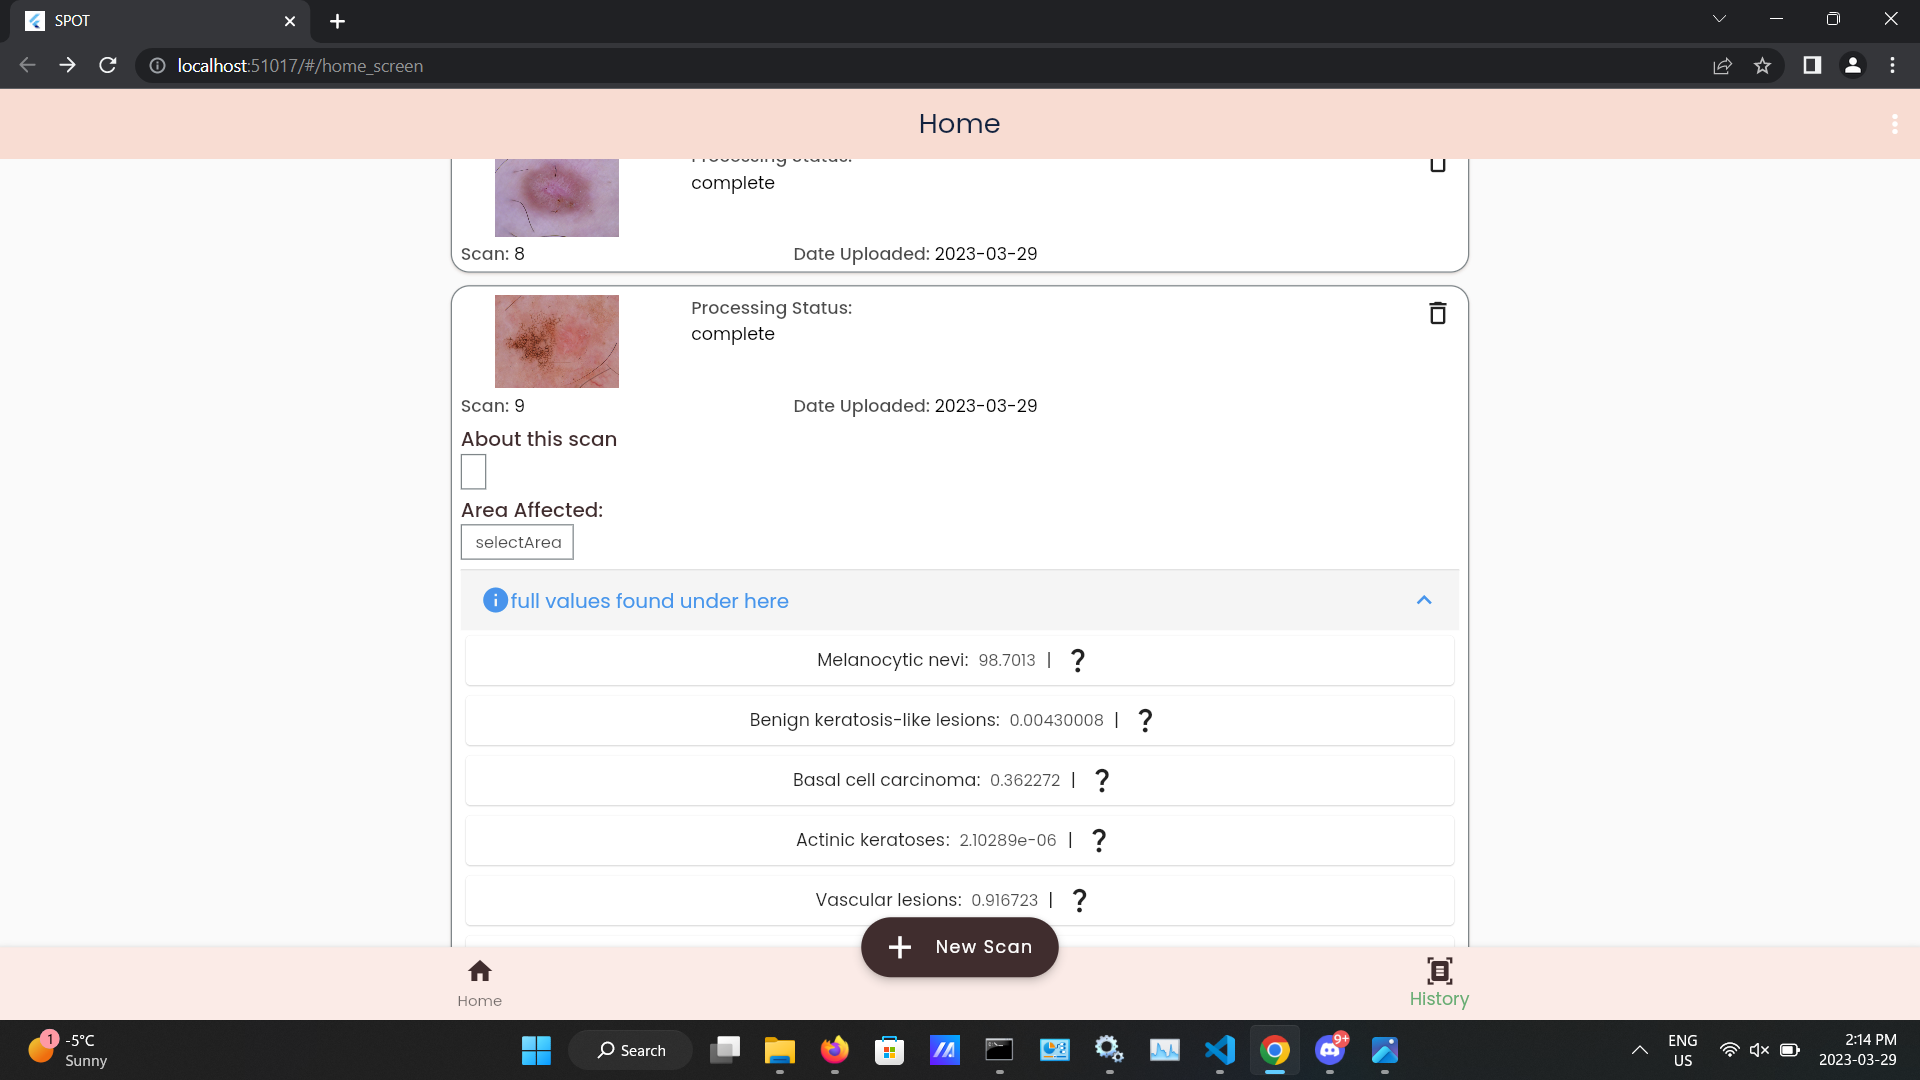 SPOT
localhost:51017/#/home_screen
Home
Processing Status:
complete
Scan: 8
Date Uploaded: 2023-03-29
Processing Status:
complete
Scan: 9
Date Uploaded: 2023-03-29
About this scan
Area Affected:
selectArea
full values found under here
Melanocytic nevi: 98.7013 | ?
Benign keratosis-like lesions: 0.00430008 | ?
Basal cell carcinoma: 0.362272 | ?
Actinic keratoses: 2.10289e-06 | ?
Vascular lesions: 0.916723 | ?
New Scan
Home
History
1
-5°C
Sunny
Search
9+
ENG
US
2:14 PM
2023-03-29